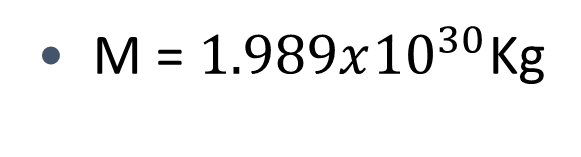 • M = 1.989x10³⁰Kg